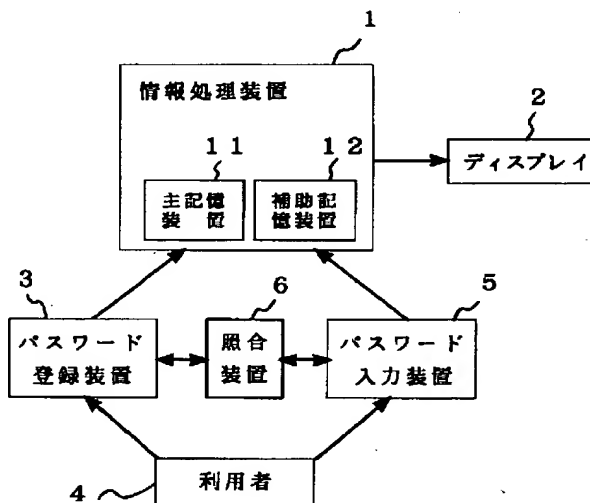 1
情報処理装置
2
11
12
ディスプレイ
主記憶
装置
補助記
憶装置
3
6
5
パスワード
登録装置
照合
装置
パスワード
入力装置
4
利用者